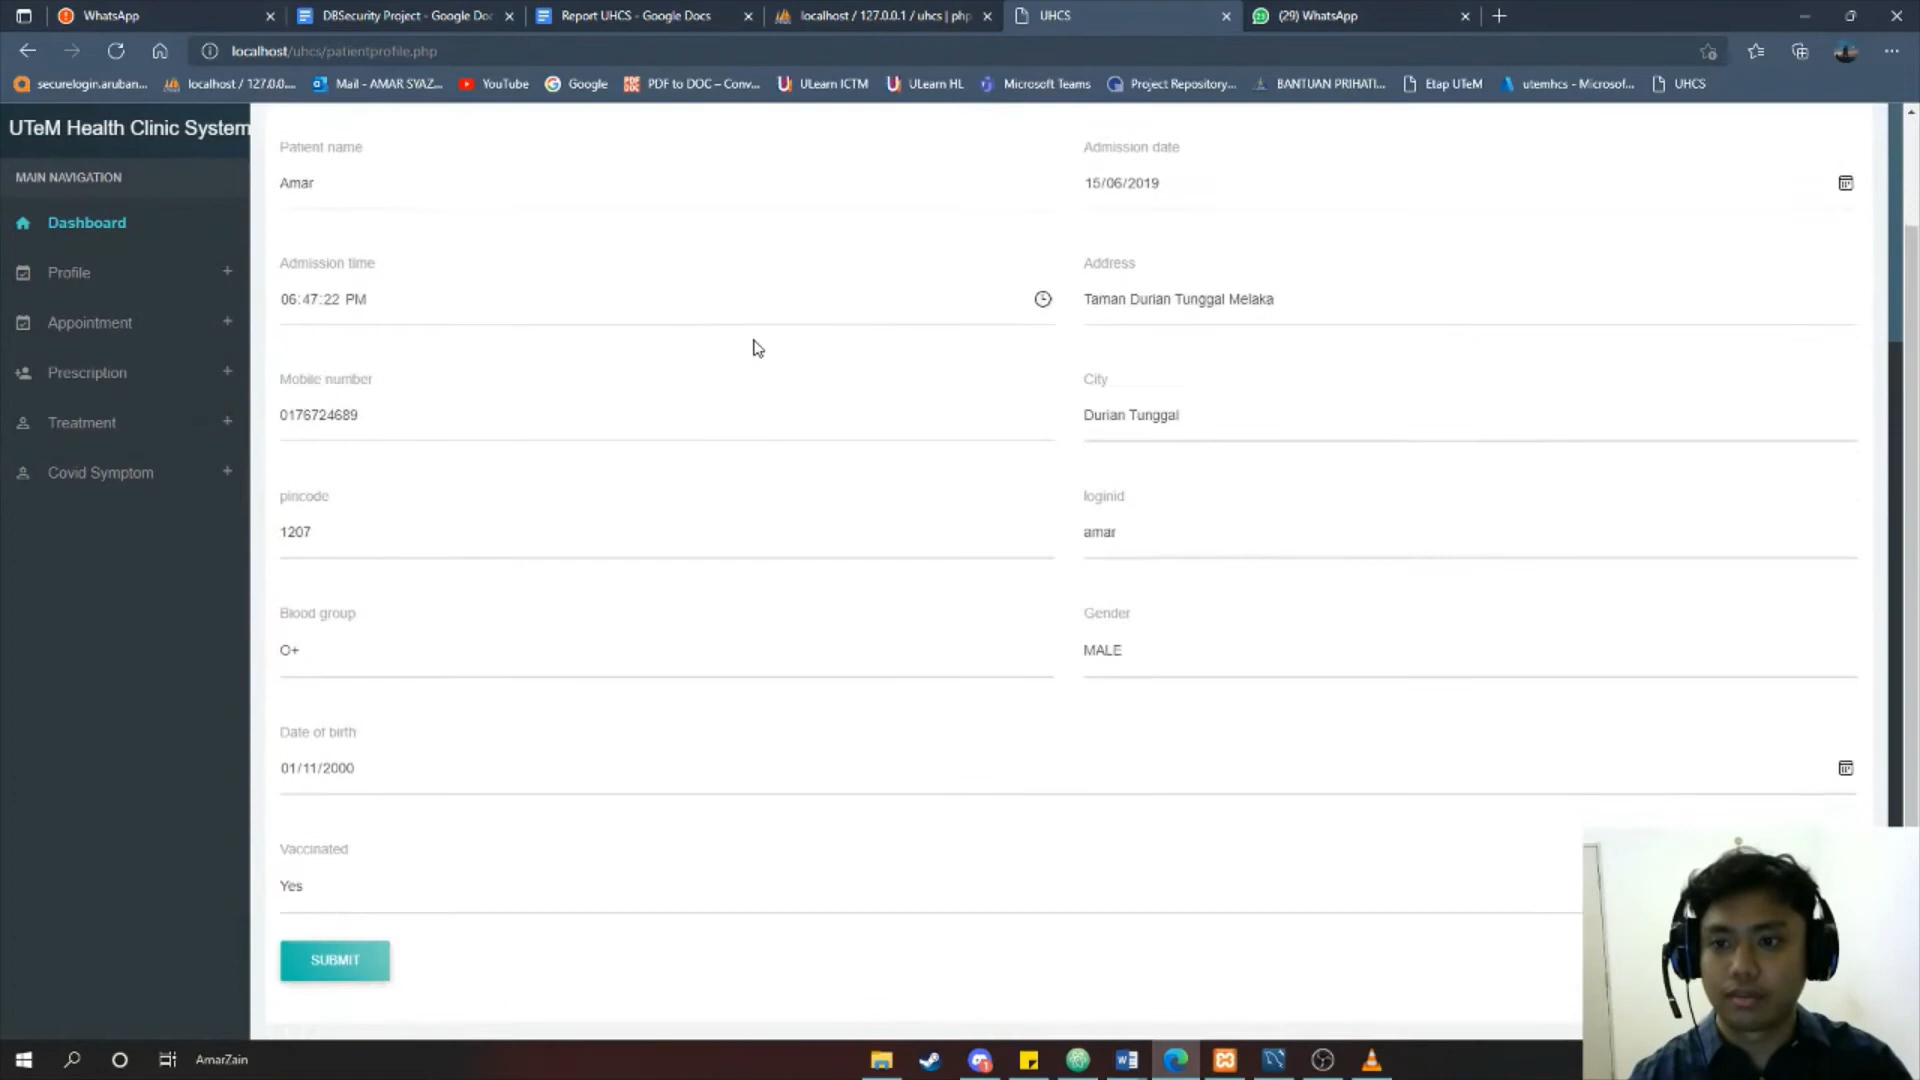 WhatsApp
DBSecurity Project - Google Doc
Report UHCS - Google Docs
localhost / 127.0.0.1 / uhcs | php
UHCS
(29) WhatsApp
localhost/uhcs/patientprofile.php
securelogin.aruban...
localhost / 127.0.0....
Mail - AMAR SYAZ...
YouTube
Google
PDF to DOC – Conv...
ULearn ICTM
ULearn HL
Microsoft Teams
Project Repository...
BANTUAN PRIHATI...
Etap UTeM
utemhcs - Microsof...
UHCS
UTeM Health Clinic System
MAIN NAVIGATION
Dashboard
Profile +
Appointment +
Prescription +
Treatment +
Covid Symptom +
Patient name
Amar
Admission date
15/06/2019
Admission time
06:47:22 PM
Address
Taman Durian Tunggal Melaka
Mobile number
0176724689
City
Durian Tunggal
pincode
1207
loginid
amar
Blood group
O+
Gender
MALE
Date of birth
01/11/2000
Vaccinated
Yes
SUBMIT
AmarZain